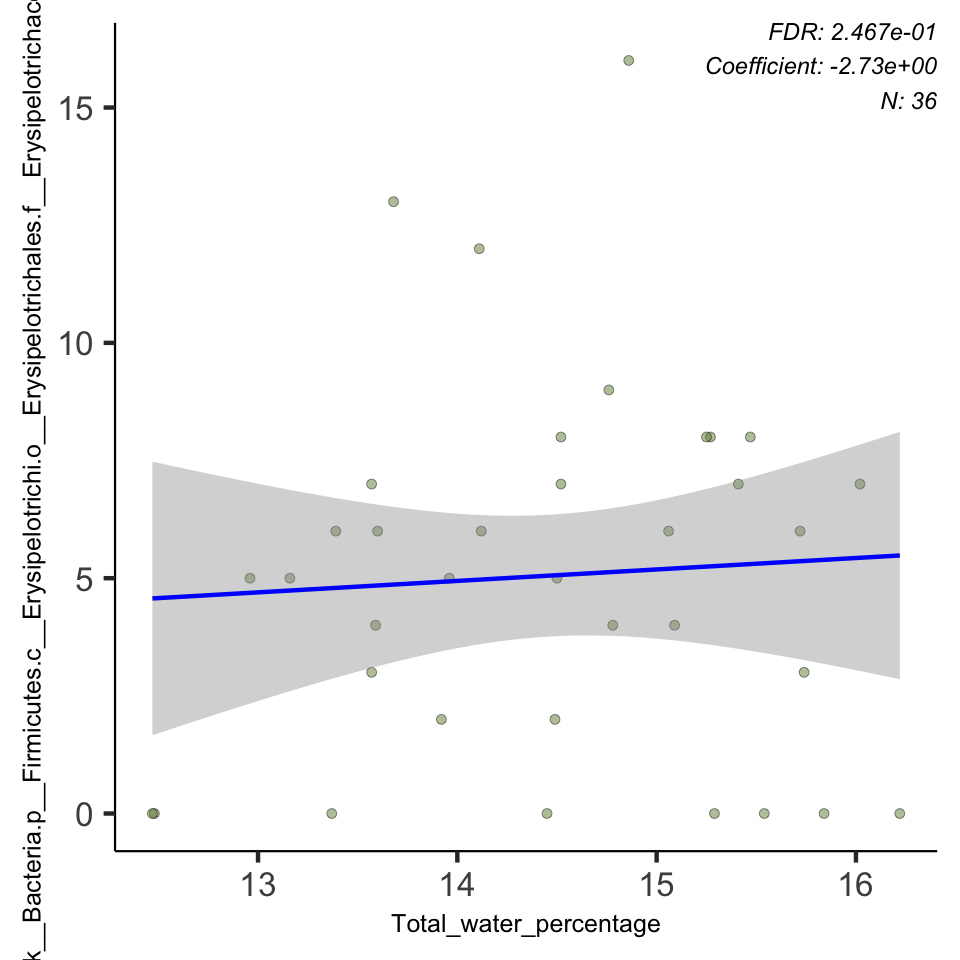 FDR: 2.467e-01
Coefficient: -2.73e+00
N: 36
k__Bacteria.p__Firmicutes.c__Erysipelotrichi.o__Erysipelotrichales.f__Erysipelotrichac
15
10
5
0
13 14 15 16
Total_water_percentage